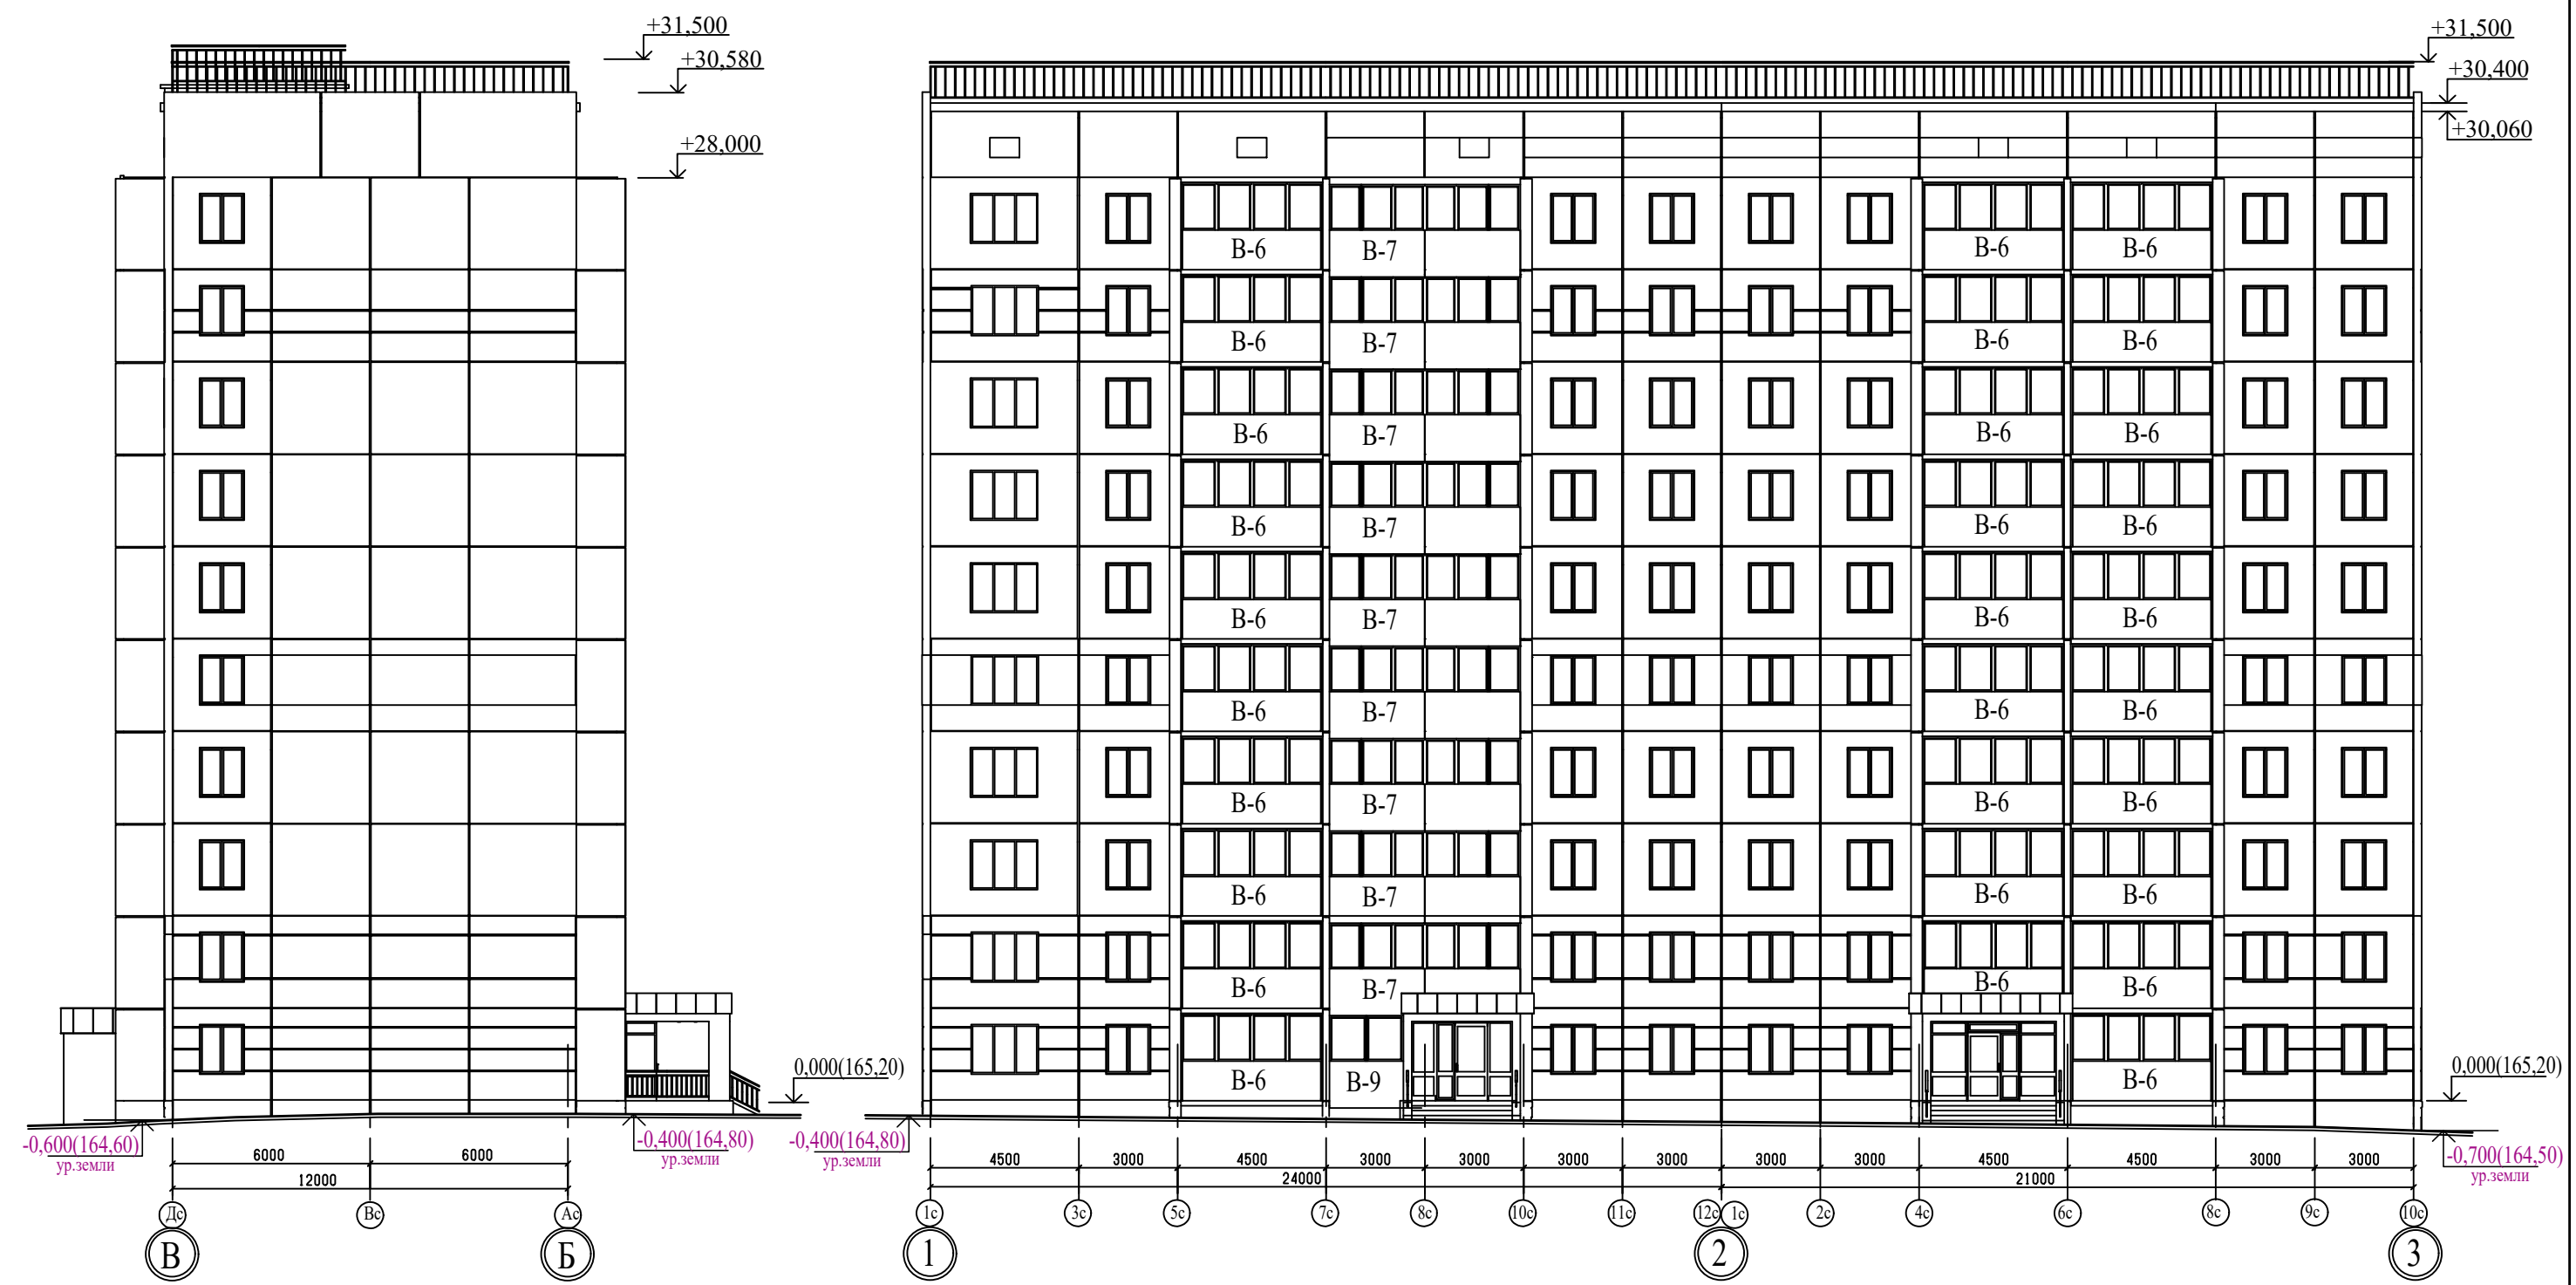 +31,500
+30,580
+28,000
+31,500
+30,400
+30,060
В-6 В-7 В-6 В-6
В-6 В-7 В-6 В-6
В-6 В-7 В-6 В-6
В-6 В-7 В-6 В-6
В-6 В-7 В-6 В-6
В-6 В-7 В-6 В-6
В-6 В-7 В-6 В-6
В-6 В-7 В-6 В-6
В-6 В-7 В-6 В-6
В-6 В-9 В-6
0,000(165,20)
0,000(165,20)
-0,600(164,60)
ур.земли
-0,400(164,80)
ур.земли
-0,400(164,80)
ур.земли
-0,700(164,50)
ур.земли
6000 6000
12000
4500 3000 4500 3000 3000 3000 3000 3000 3000 4500 4500 3000 3000
24000 21000
Дс Вс Ас
1с 3с 5с 7с 8с 10с 11с 12с 1с 2с 4с 6с 8с 9с 10с
В Б 1 2 3